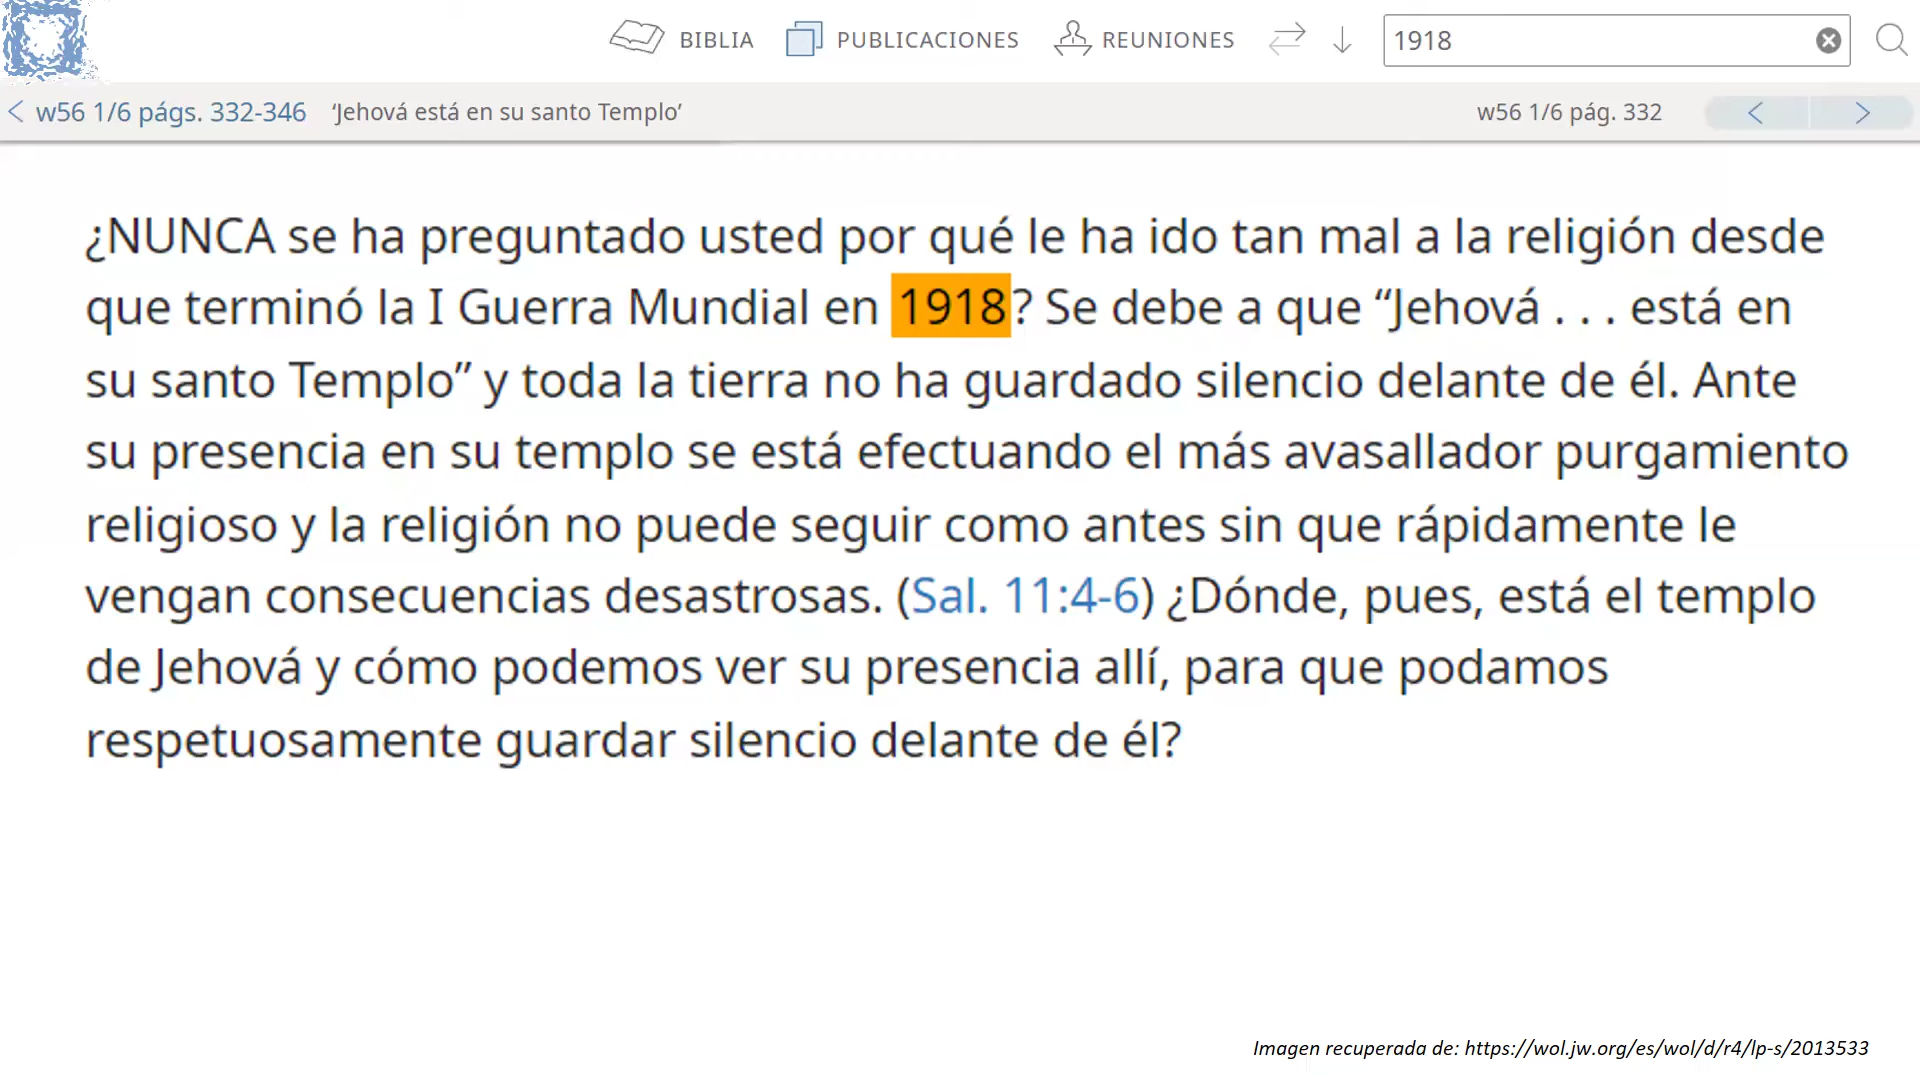 BIBLIA PUBLICACIONES REUNIONES 1918
w56 1/6 págs. 332-346 ‘Jehová está en su santo Templo’ w56 1/6 pág. 332
¿NUNCA se ha preguntado usted por qué le ha ido tan mal a la religión desde
que terminó la I Guerra Mundial en 1918? Se debe a que “Jehová . . . está en
su santo Templo” y toda la tierra no ha guardado silencio delante de él. Ante
su presencia en su templo se está efectuando el más avasallador purgamiento
religioso y la religión no puede seguir como antes sin que rápidamente le
vengan consecuencias desastrosas. (Sal. 11:4-6) ¿Dónde, pues, está el templo
de Jehová y cómo podemos ver su presencia allí, para que podamos
respetuosamente guardar silencio delante de él?
Imagen recuperada de: https://wol.jw.org/es/wol/d/r4/lp-s/2013533